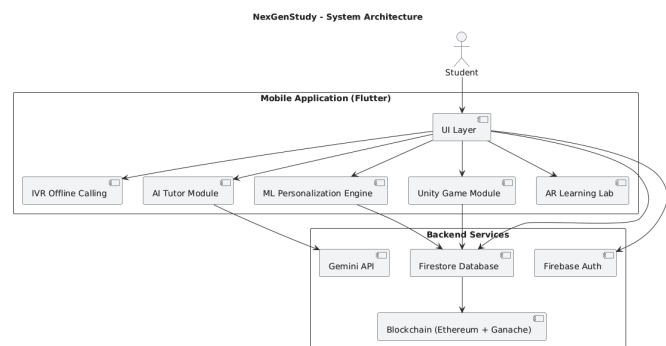 NexGenStudy - System Architecture
Student
Mobile Application (Flutter)
UI Layer
IVR Offline Calling
AI Tutor Module
ML Personalization Engine
Unity Game Module
AR Learning Lab
Backend Services
Gemini API
Firestore Database
Firebase Auth
Blockchain (Ethereum + Ganache)